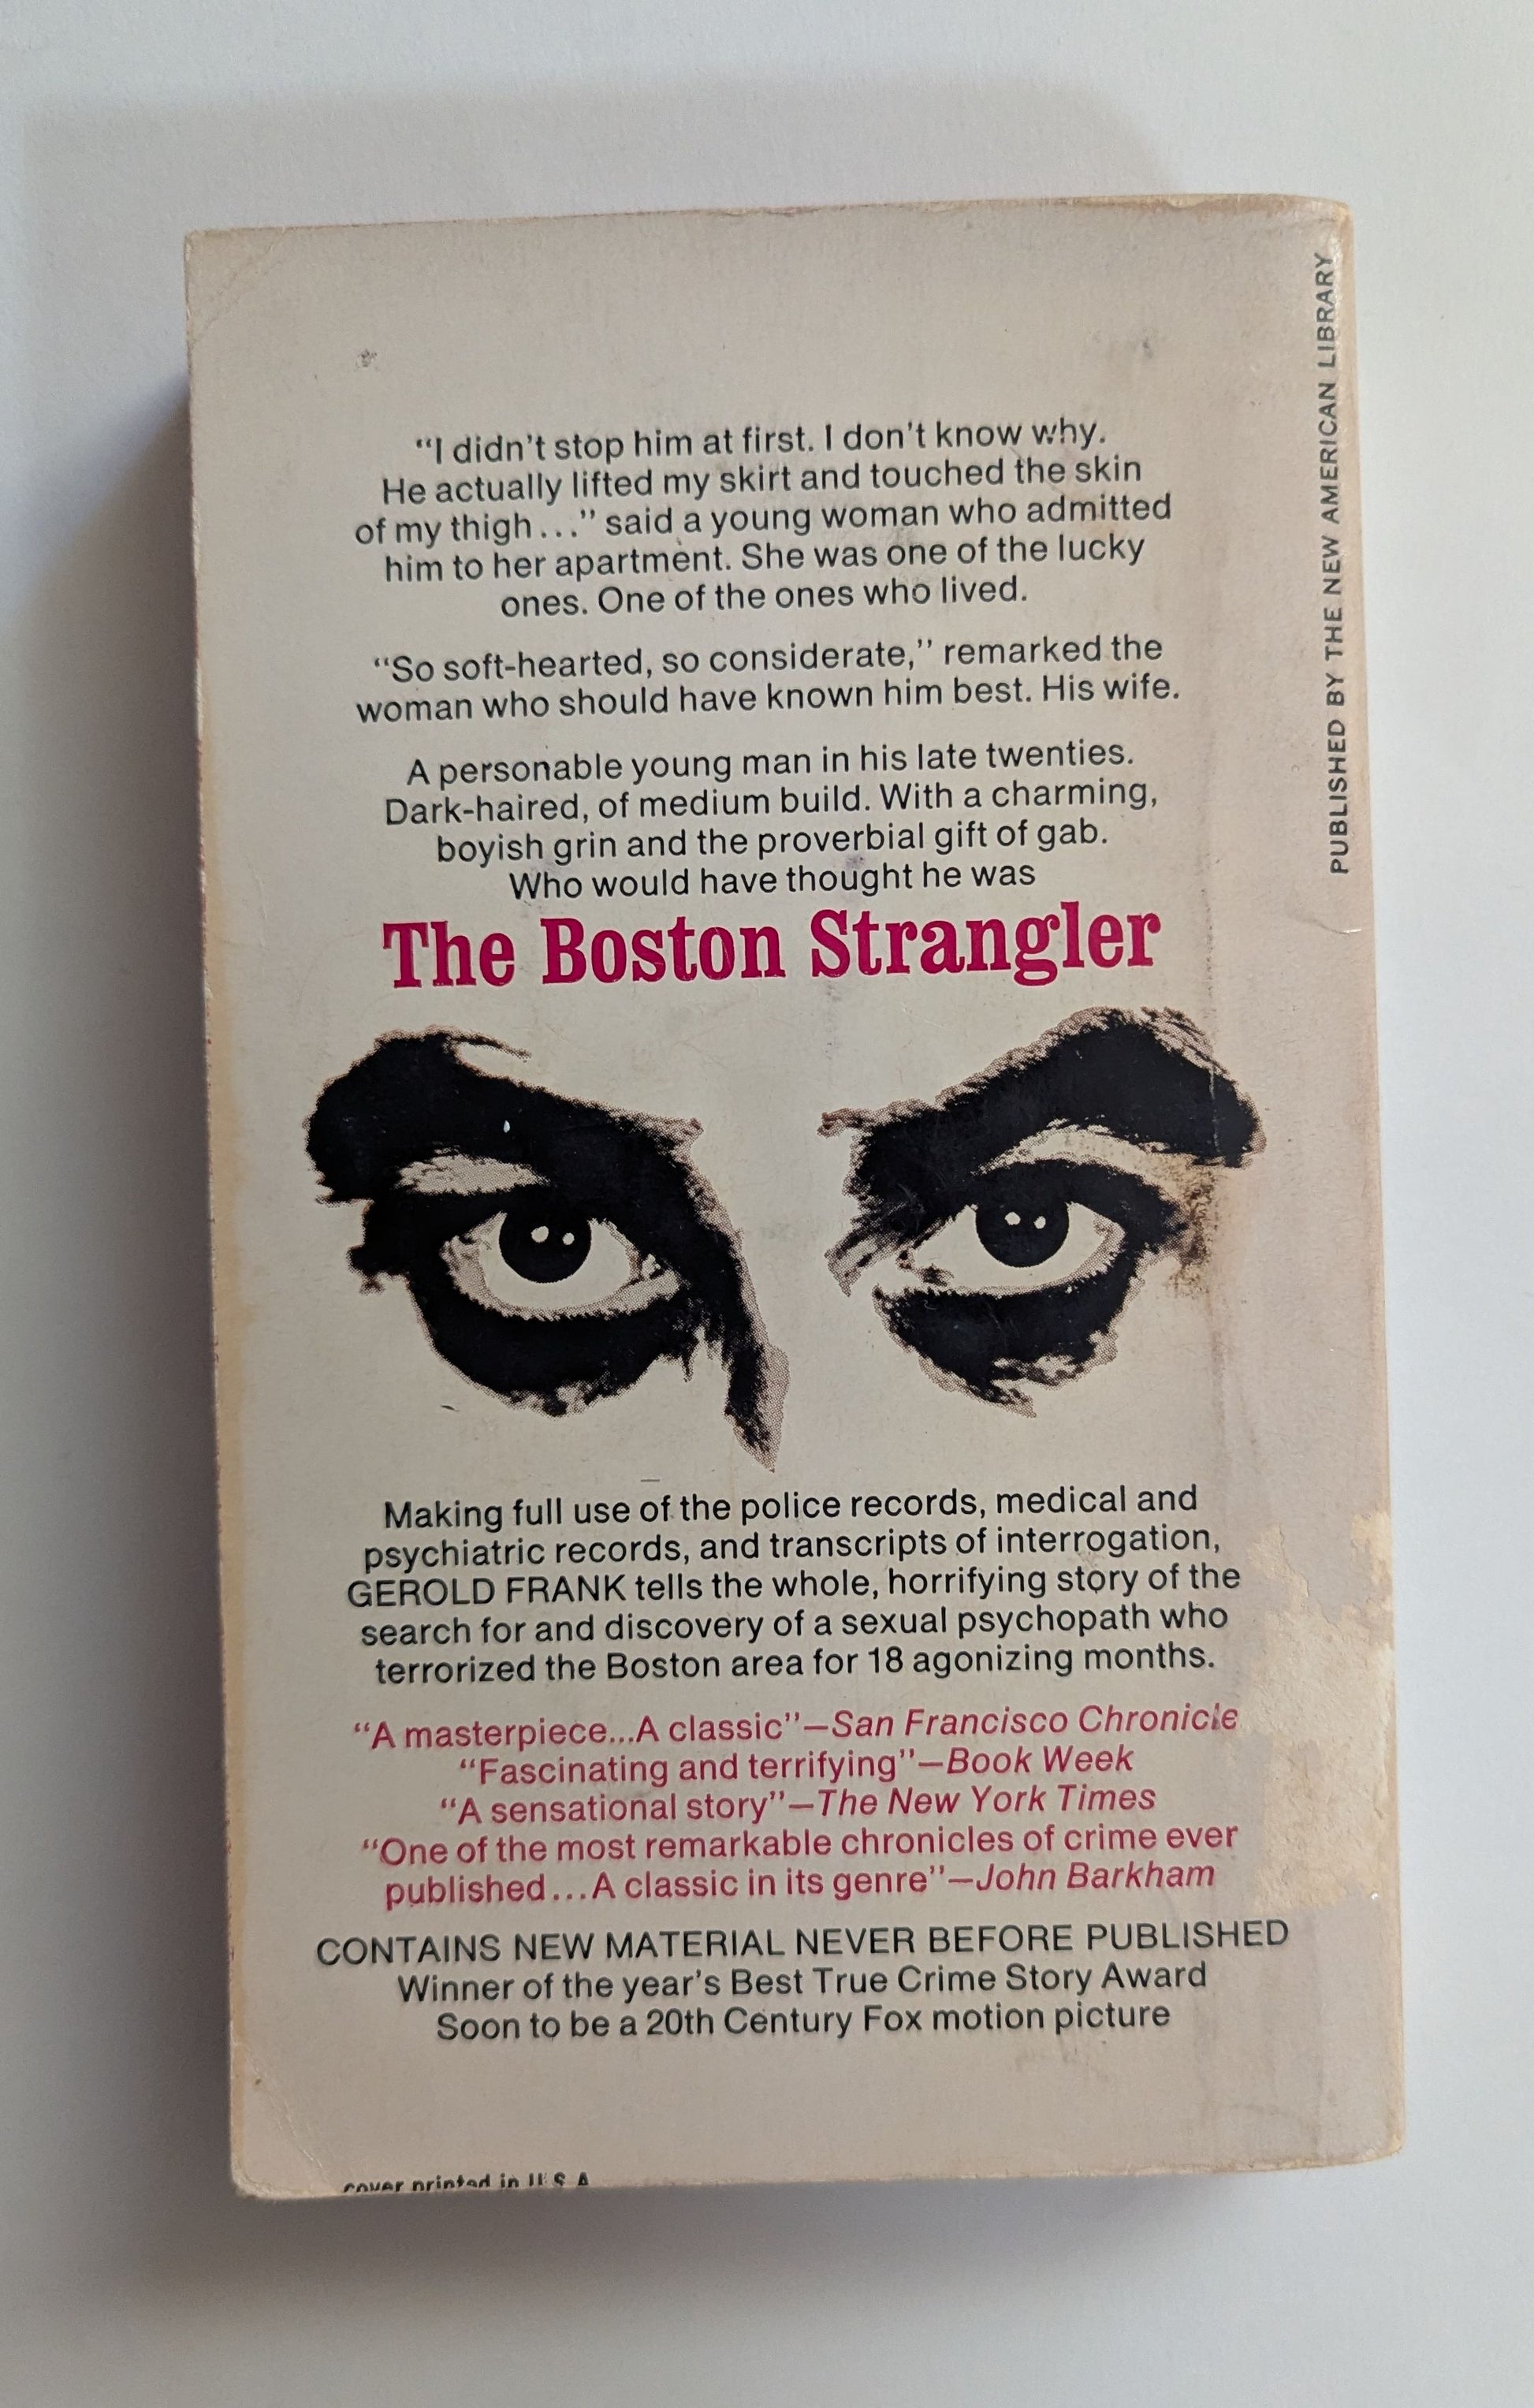 “I didn’t stop him at first. I don’t know why.
He actually lifted my skirt and touched the skin
of my thigh...” said a young woman who admitted
him to her apartment. She was one of the lucky
ones. One of the ones who lived.
“So soft-hearted, so considerate,” remarked the
woman who should have known him best. His wife.
A personable young man in his late twenties.
Dark-haired, of medium build. With a charming,
boyish grin and the proverbial gift of gab.
Who would have thought he was
The Boston Strangler
Making full use of the police records, medical and
psychiatric records, and transcripts of interrogation,
GEROLD FRANK tells the whole, horrifying story of the
search for and discovery of a sexual psychopath who
terrorized the Boston area for 18 agonizing months.
“A masterpiece...A classic”—San Francisco Chronicle
“Fascinating and terrifying”—Book Week
“A sensational story”—The New York Times
“One of the most remarkable chronicles of crime ever
published...A classic in its genre”—John Barkham
CONTAINS NEW MATERIAL NEVER BEFORE PUBLISHED
Winner of the year’s Best True Crime Story Award
Soon to be a 20th Century Fox motion picture
cover printed in U.S.A.
PUBLISHED BY THE NEW AMERICAN LIBRARY